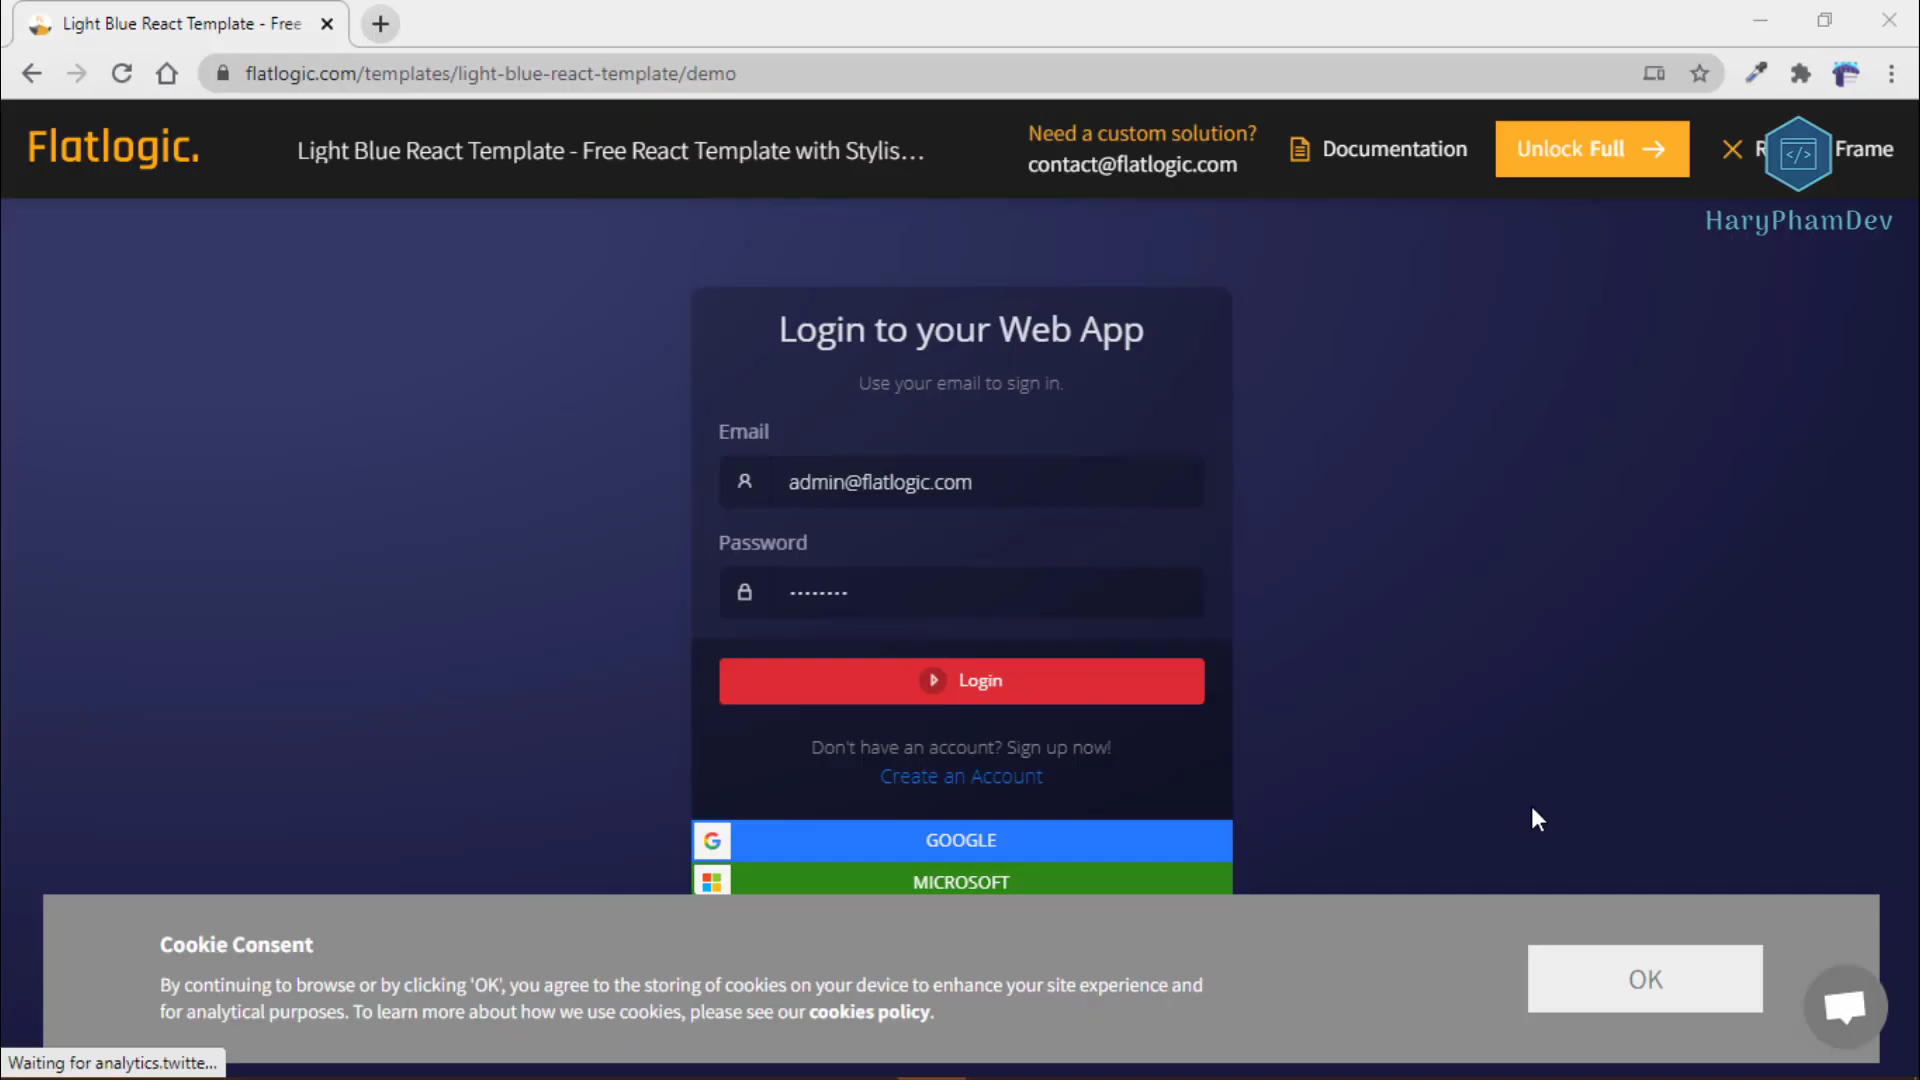 Light Blue React Template - Free
flatlogic.com/templates/light-blue-react-template/demo
Flatlogic.
Light Blue React Template - Free React Template with Stylis...
Need a custom solution?
contact@flatlogic.com
Documentation
Unlock Full
Frame
HaryPhamDev
Login to your Web App
Use your email to sign in.
Email
admin@flatlogic.com
Password
Login
Don't have an account? Sign up now!
Create an Account
GOOGLE
MICROSOFT
Cookie Consent
By continuing to browse or by clicking 'OK', you agree to the storing of cookies on your device to enhance your site experience and
for analytical purposes. To learn more about how we use cookies, please see our cookies policy.
OK
Waiting for analytics.twitte...